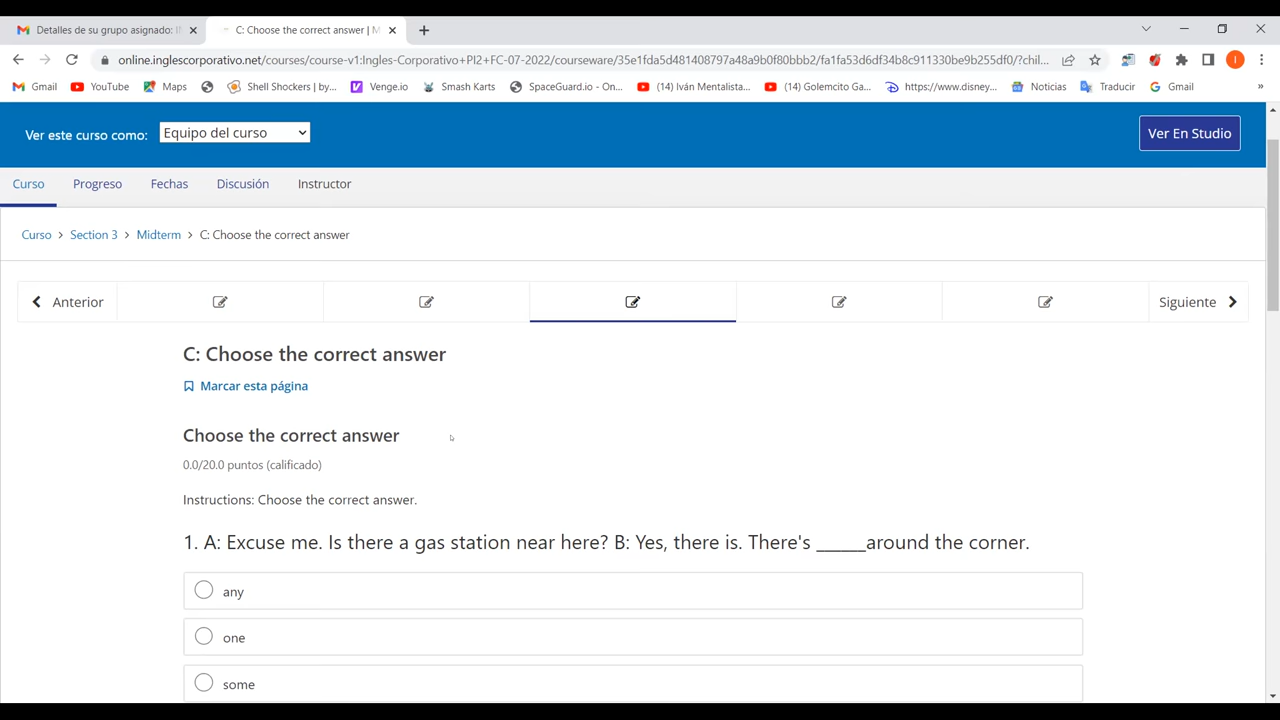 Detalles de su grupo asignado: I
C: Choose the correct answer | M
online.inglescorporativo.net/courses/course-v1:Ingles-Corporativo+PI2+FC17-2022/courseware/35e1fda5d481408797a48a9b0f80bbb2/fa1fa53d6df34b8c911330be9b255df0/?chil...
I
Gmail YouTube Maps Shell Shockers | by... Venge.io Smash Karts SpaceGuard.io - On... (14) Iván Mentalista... (14) Golemcito Ga... https://www.disney... Noticias Traducir Gmail »
Ver este curso como: Equipo del curso Ver En Studio
Curso Progreso Fechas Discusión Instructor
Curso > Section 3 > Midterm > C: Choose the correct answer
Anterior Siguiente
C: Choose the correct answer
Marcar esta página
Choose the correct answer
0.0/20.0 puntos (calificado)
Instructions: Choose the correct answer.
1. A: Excuse me. Is there a gas station near here? B: Yes, there is. There's ______around the corner.
any
one
some